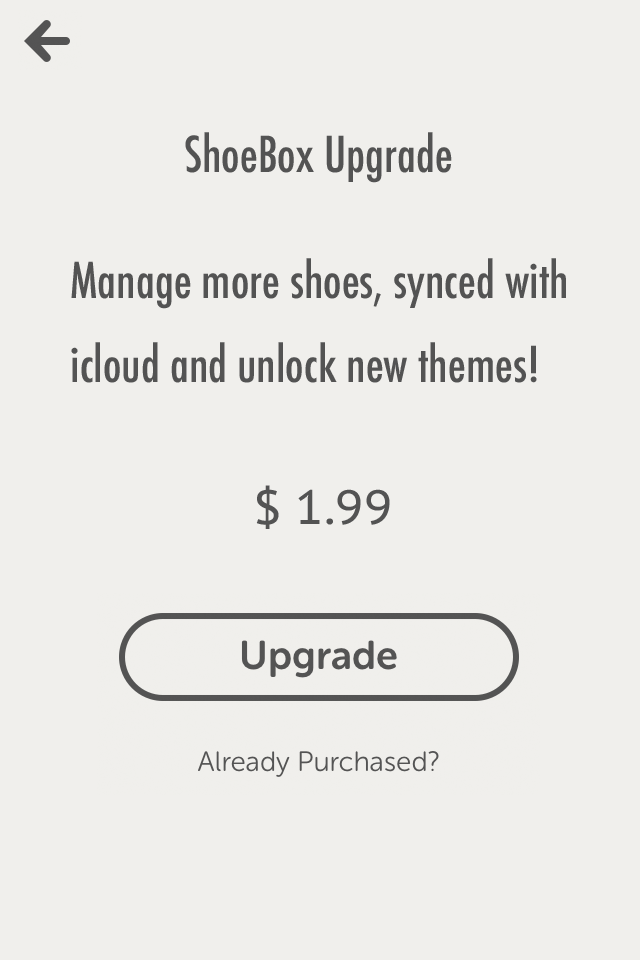 ShoeBox Upgrade
Manage more shoes, synced with
icloud and unlock new themes!
$ 1.99
Upgrade
Already Purchased?